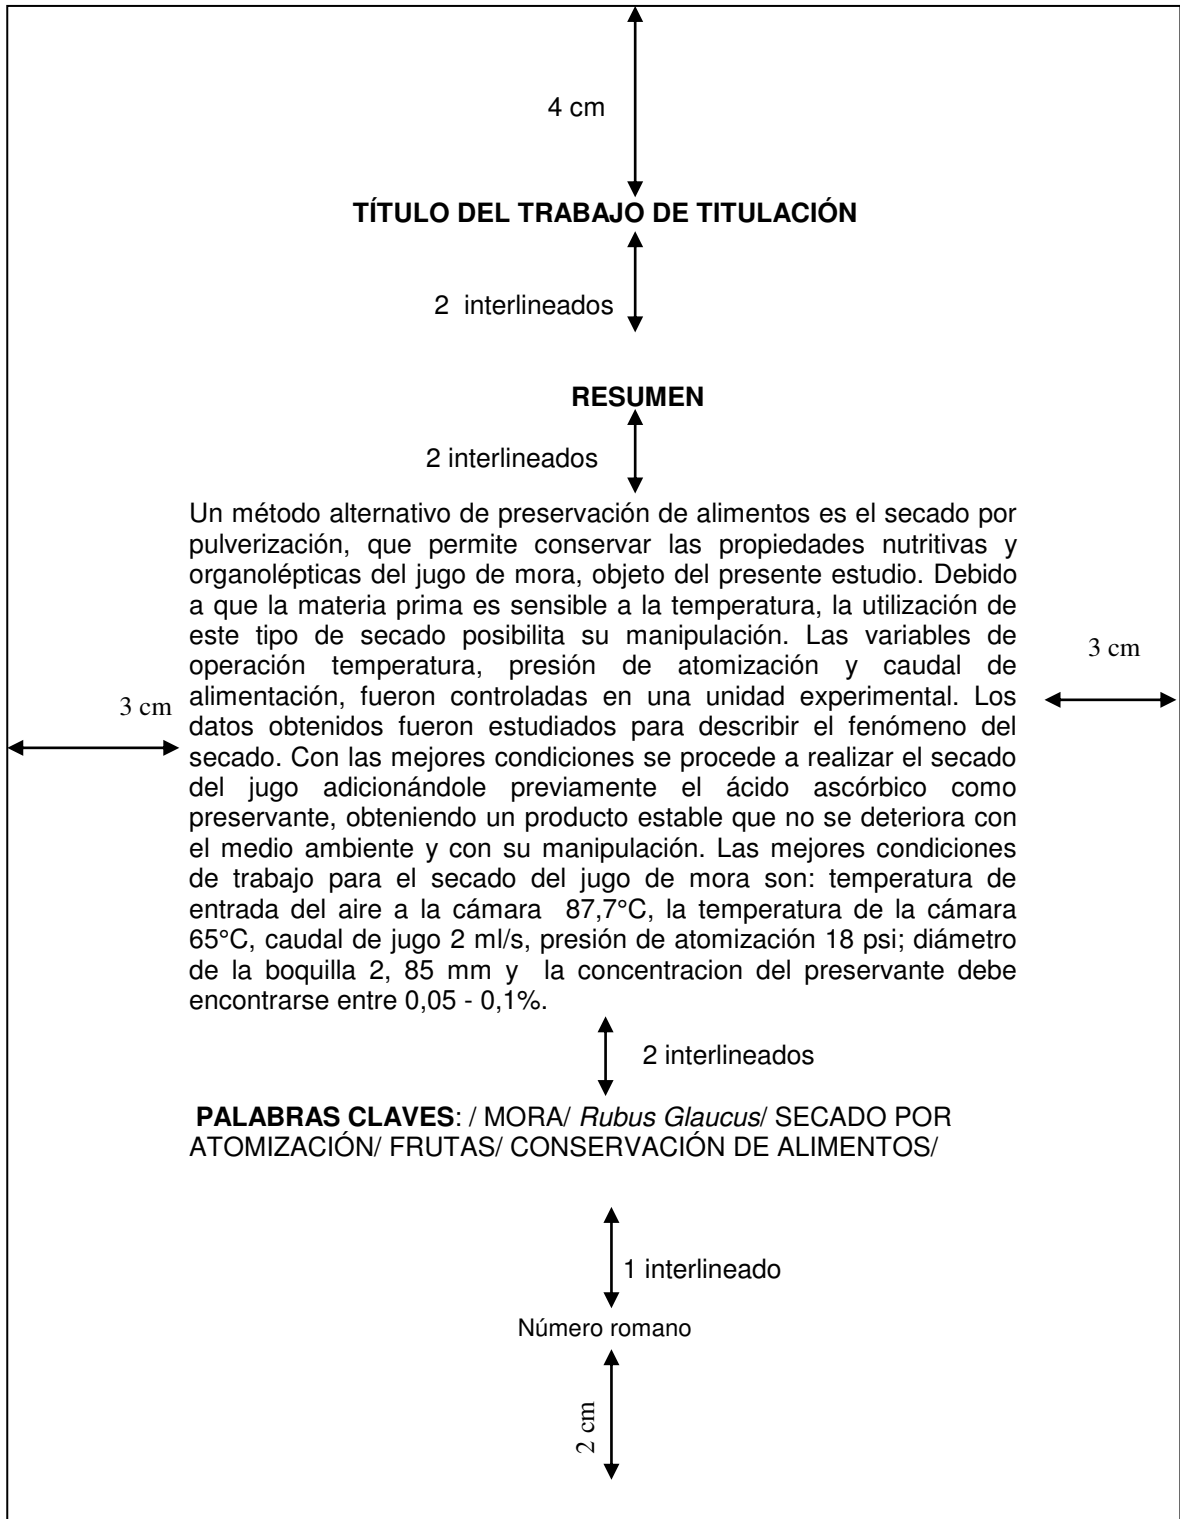 4 cm
TÍTULO DEL TRABAJO DE TITULACIÓN
2  interlineados
RESUMEN
2 interlineados
Un método alternativo de preservación de alimentos es el secado por
pulverización, que permite conservar las propiedades nutritivas y
organolépticas del jugo de mora, objeto del presente estudio. Debido
a que la materia prima es sensible a la temperatura, la utilización de
este tipo de secado posibilita su manipulación. Las variables de
operación temperatura, presión de atomización y caudal de
alimentación, fueron controladas en una unidad experimental. Los
datos obtenidos fueron estudiados para describir el fenómeno del
secado. Con las mejores condiciones se procede a realizar el secado
del jugo adicionándole previamente el ácido ascórbico como
preservante, obteniendo un producto estable que no se deteriora con
el medio ambiente y con su manipulación. Las mejores condiciones
de trabajo para el secado del jugo de mora son: temperatura de
entrada del aire a la cámara  87,7°C, la temperatura de la cámara
65°C, caudal de jugo 2 ml/s, presión de atomización 18 psi; diámetro
de la boquilla 2, 85 mm y  la concentracion del preservante debe
encontrarse entre 0,05 - 0,1%.
3 cm
3 cm
2 interlineados
PALABRAS CLAVES: / MORA/ Rubus Glaucus/ SECADO POR
ATOMIZACIÓN/ FRUTAS/ CONSERVACIÓN DE ALIMENTOS/
1 interlineado
Número romano
2 cm